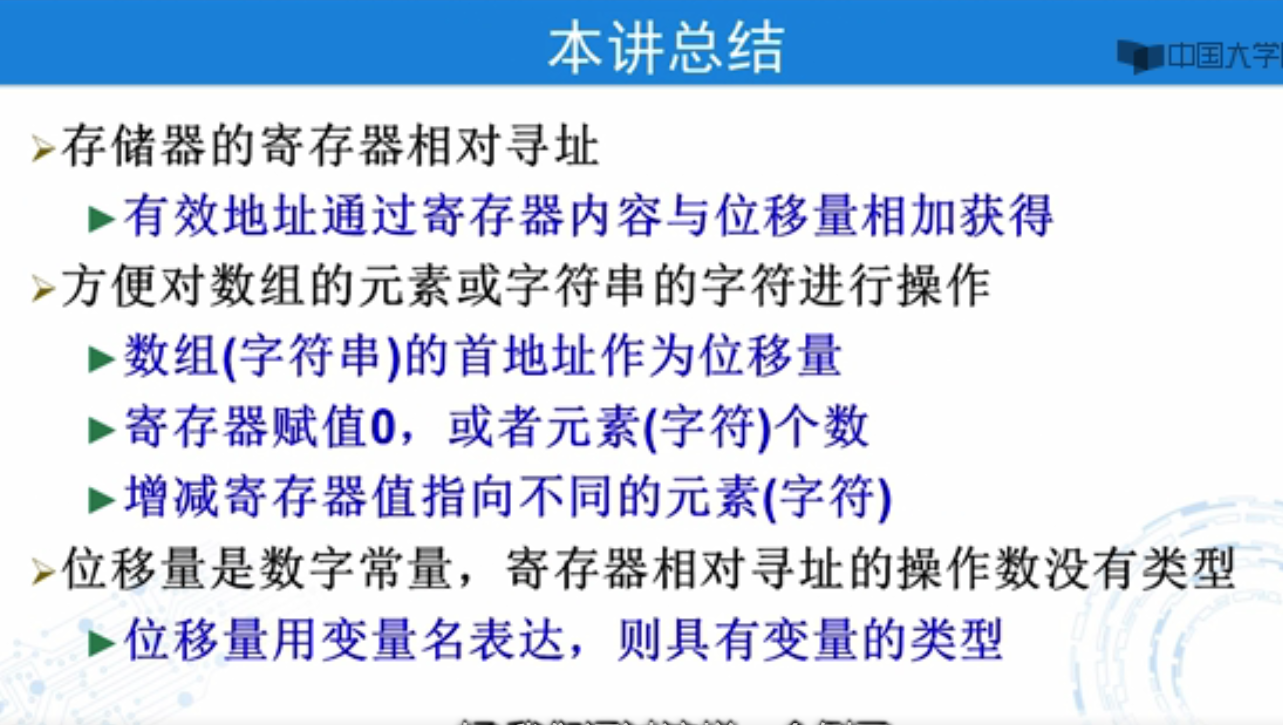 本讲总结
中国大学
存储器的寄存器相对寻址
有效地址通过寄存器内容与位移量相加获得
方便对数组的元素或字符串的字符进行操作
数组(字符串)的首地址作为位移量
寄存器赋值0，或者元素(字符)个数
增减寄存器值指向不同的元素(字符)
位移量是数字常量，寄存器相对寻址的操作数没有类型
位移量用变量名表达，则具有变量的类型